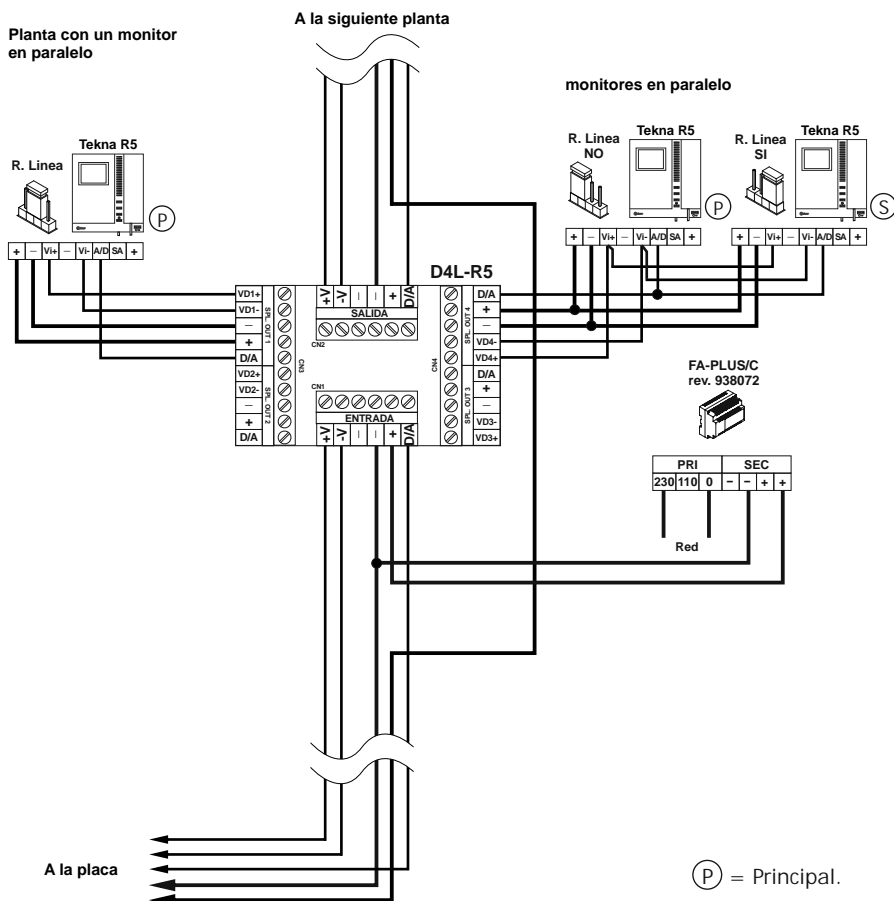 A la siguiente planta
Planta con un monitor
en paralelo
monitores en paralelo
R. Linea
Tekna R5
P
R. Linea
NO
Tekna R5
P
R. Linea
SI
Tekna R5
S
+ – Vi+ – Vi- A/D SA +
+ – Vi+ – Vi- A/D SA +
+ – Vi+ – Vi- A/D SA +
D4L-R5
+V -V – – + D/A
SALIDA
CN2
VD1+
VD1-
–
+
D/A
SPL. OUT 1
VD2+
VD2-
–
+
D/A
SPL. OUT 2
CN3
D/A
+
–
VD4-
VD4+
SPL. OUT 4
D/A
+
–
VD3-
VD3+
SPL. OUT 3
CN4
CN1
ENTRADA
+V -V – – + D/A
FA-PLUS/C
rev. 938072
PRI SEC
230 110 0 – – + +
Red
A la placa
P = Principal.